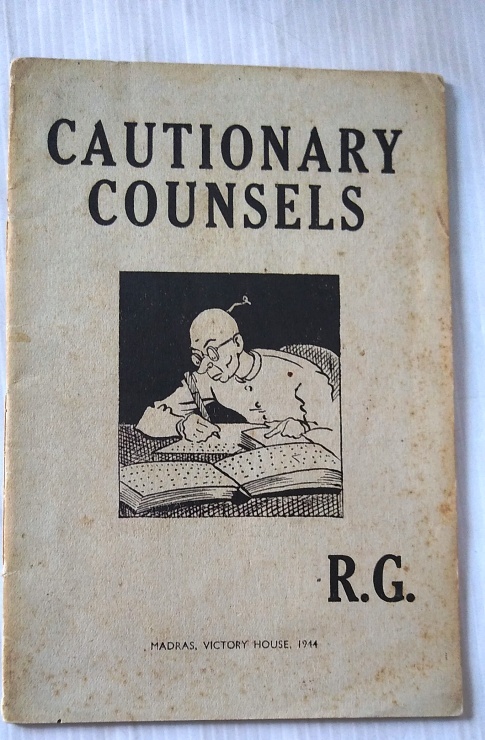 CAUTIONARY
COUNSELS
R.G.
MADRAS, VICTORY HOUSE, 1944